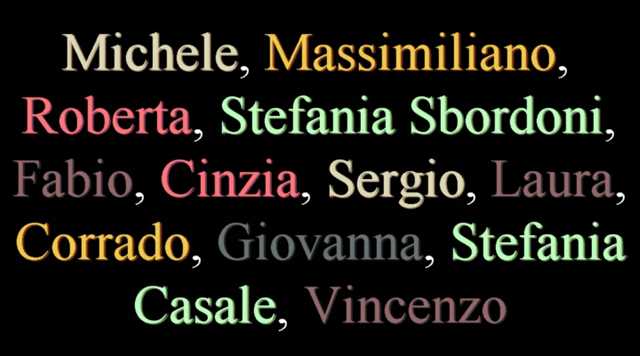 Michele, Massimiliano,
Roberta, Stefania Sbordoni,
Fabio, Cinzia, Sergio, Laura,
Corrado, Giovanna, Stefania
Casale, Vincenzo